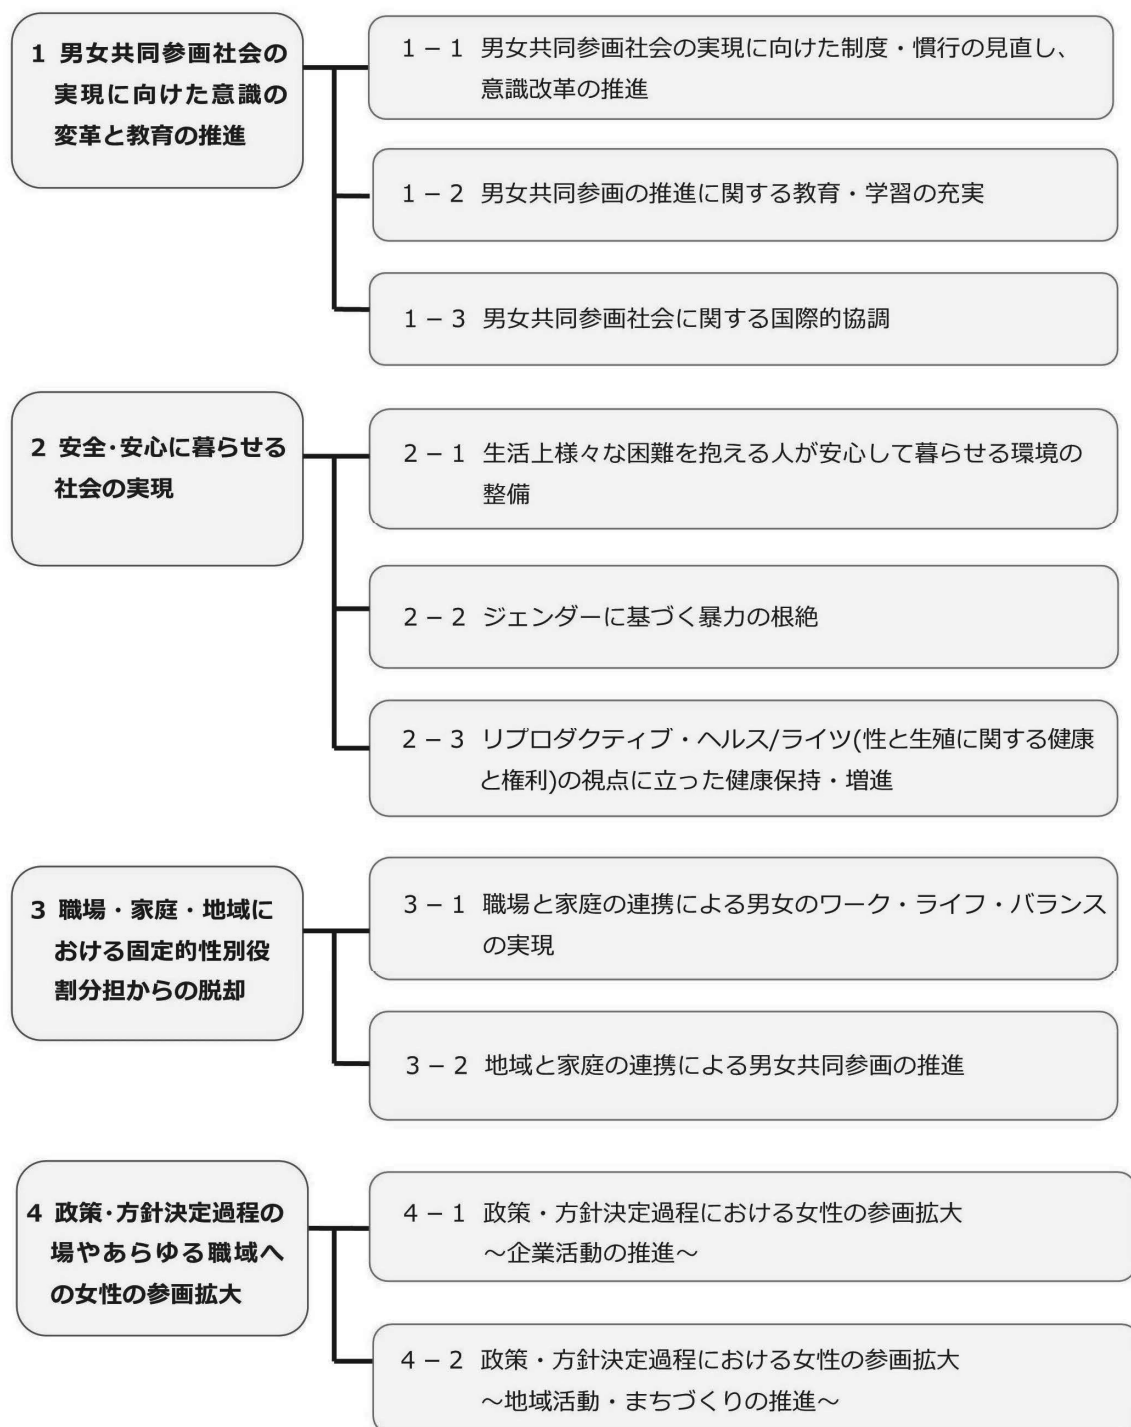 1 男女共同参画社会の
実現に向けた意識の
変革と教育の推進
1－1 男女共同参画社会の実現に向けた制度・慣行の見直し、
意識改革の推進
1－2 男女共同参画の推進に関する教育・学習の充実
1－3 男女共同参画社会に関する国際的協調
2 安全・安心に暮らせる
社会の実現
2－1 生活上様々な困難を抱える人が安心して暮らせる環境の
整備
2－2 ジェンダーに基づく暴力の根絶
2－3 リプロダクティブ・ヘルス/ライツ(性と生殖に関する健康
と権利)の視点に立った健康保持・増進
3 職場・家庭・地域に
おける固定的性別役
割分担からの脱却
3－1 職場と家庭の連携による男女のワーク・ライフ・バランス
の実現
3－2 地域と家庭の連携による男女共同参画の推進
4 政策・方針決定過程の
場やあらゆる職域へ
の女性の参画拡大
4－1 政策・方針決定過程における女性の参画拡大
～企業活動の推進～
4－2 政策・方針決定過程における女性の参画拡大
～地域活動・まちづくりの推進～